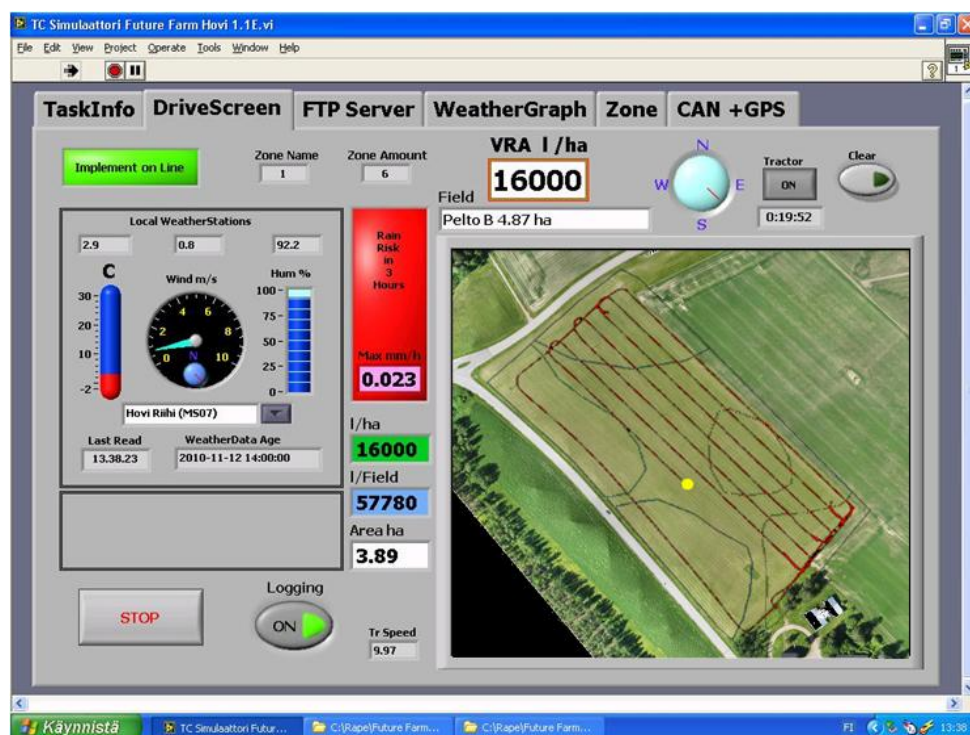 TC Simulaattori Future Farm Hovi 1.1E.vi
File Edit View Project Operate Tools Window Help
TaskInfo DriveScreen FTP Server WeatherGraph Zone CAN +GPS
Implement on Line
Zone Name
1
Zone Amount
6
VRA l/ha
16000
Field
Pelto B 4.87 ha
N
W E
S
Tractor
ON
0:19:52
Clear
Local WeatherStations
2.9 0.8 92.2
C
30
20
10
-2
Wind m/s
0 2 4 6 8 10
N
Hum %
100
75
50
25
0
Hovi Riihi (MS07)
Last Read
13.38.23
WeatherData Age
2010-11-12 14:00:00
Rain
Risk
in
3
Hours
Max mm/h
0.023
l/ha
16000
l/Field
57780
Area ha
3.89
STOP
Logging
ON
Tr Speed
9.97
Käynnistä
TC Simulaattori Futur...
C:\Rape\Future Farm...
C:\Rape\Future Farm...
FI
13:38